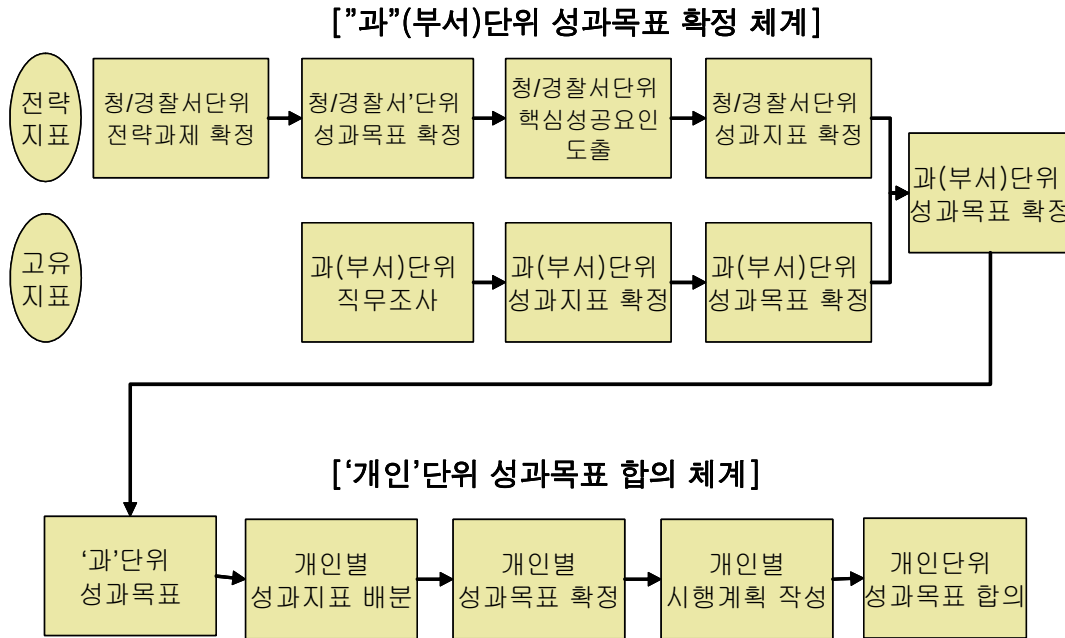 ["과"(부서)단위 성과목표 확정 체계]
전략
지표
청/경찰서단위
전략과제 확정
청/경찰서'단위
성과목표 확정
청/경찰서단위
핵심성공요인
도출
청/경찰서단위
성과지표 확정
과(부서)단위
성과목표 확정
고유
지표
과(부서)단위
직무조사
과(부서)단위
성과지표 확정
과(부서)단위
성과목표 확정
['개인'단위 성과목표 합의 체계]
'과'단위
성과목표
개인별
성과지표 배분
개인별
성과목표 확정
개인별
시행계획 작성
개인단위
성과목표 합의